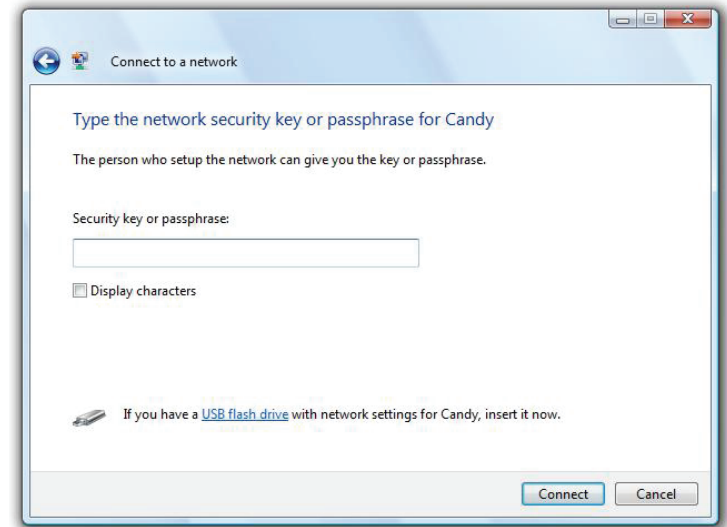 Connect to a network
Type the network security key or passphrase for Candy
The person who setup the network can give you the key or passphrase.
Security key or passphrase:
Display characters
If you have a USB flash drive with network settings for Candy, insert it now.
Connect Cancel